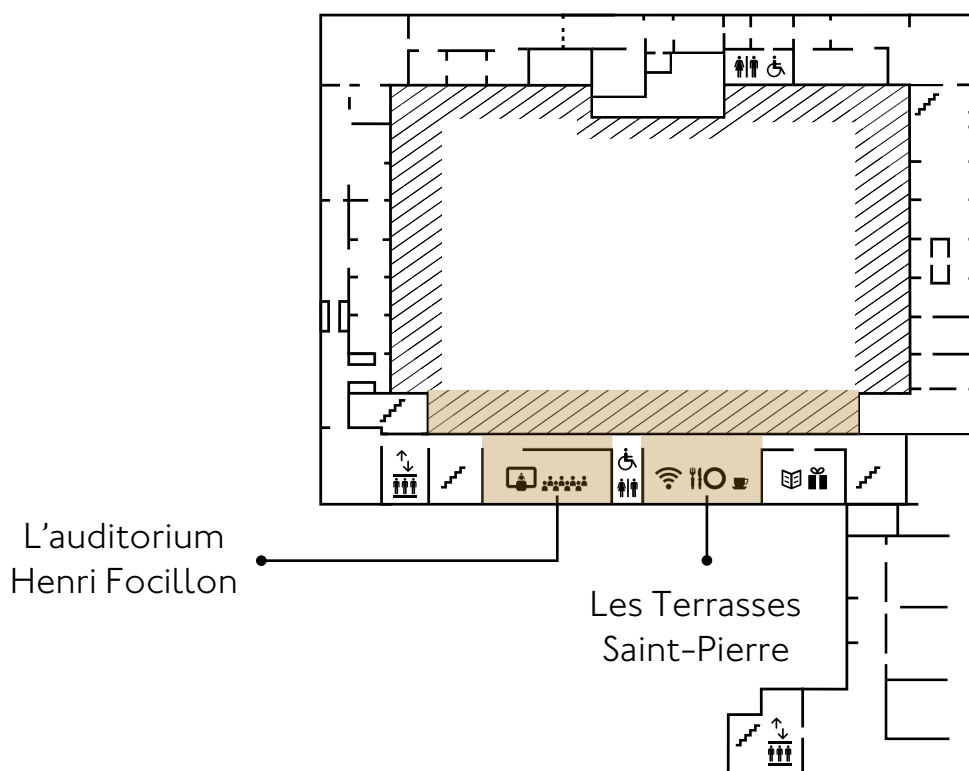 L’auditorium
Henri Focillon
Les Terrasses
Saint-Pierre